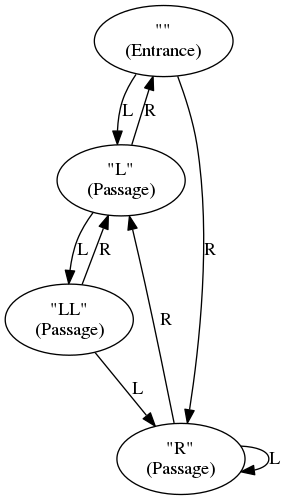 ""
(Entrance)
L
R
"L"
(Passage)
L
R
R
"LL"
(Passage)
R
L
"R"
(Passage)
L